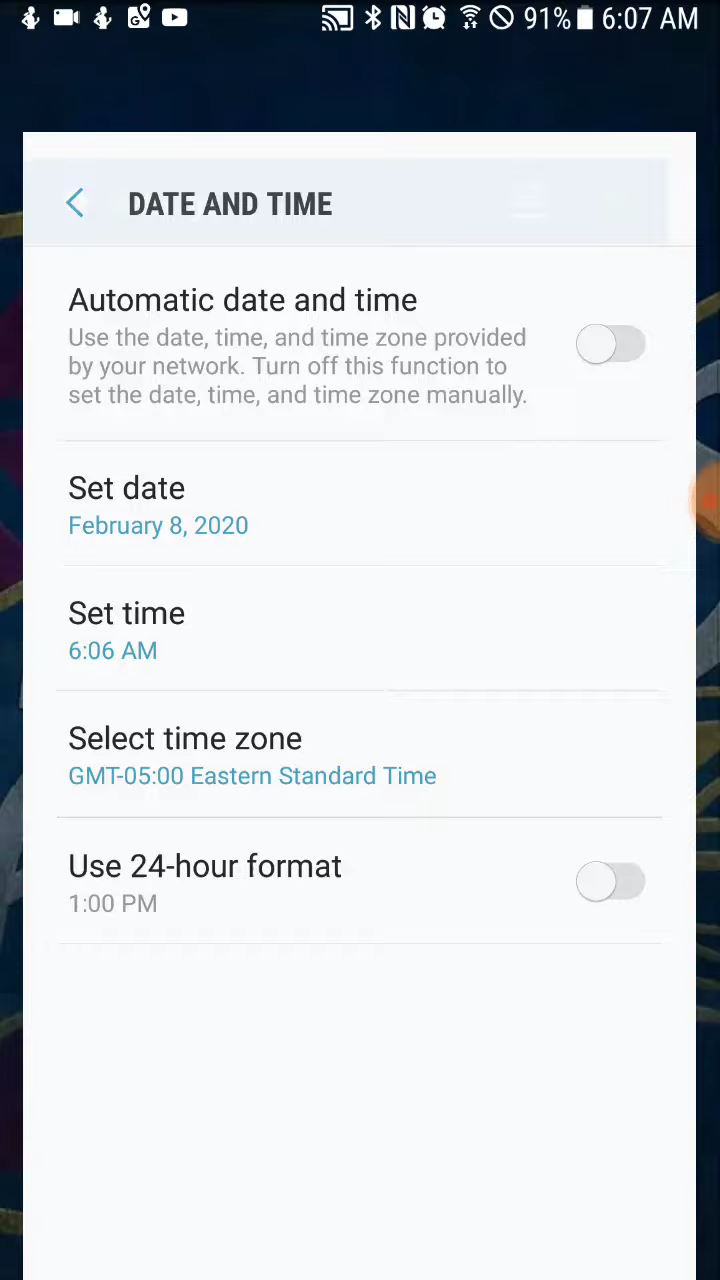 91% 6:07 AM
DATE AND TIME
Automatic date and time
Use the date, time, and time zone provided
by your network. Turn off this function to
set the date, time, and time zone manually.
Set date
February 8, 2020
Set time
6:06 AM
Select time zone
GMT-05:00 Eastern Standard Time
Use 24-hour format
1:00 PM